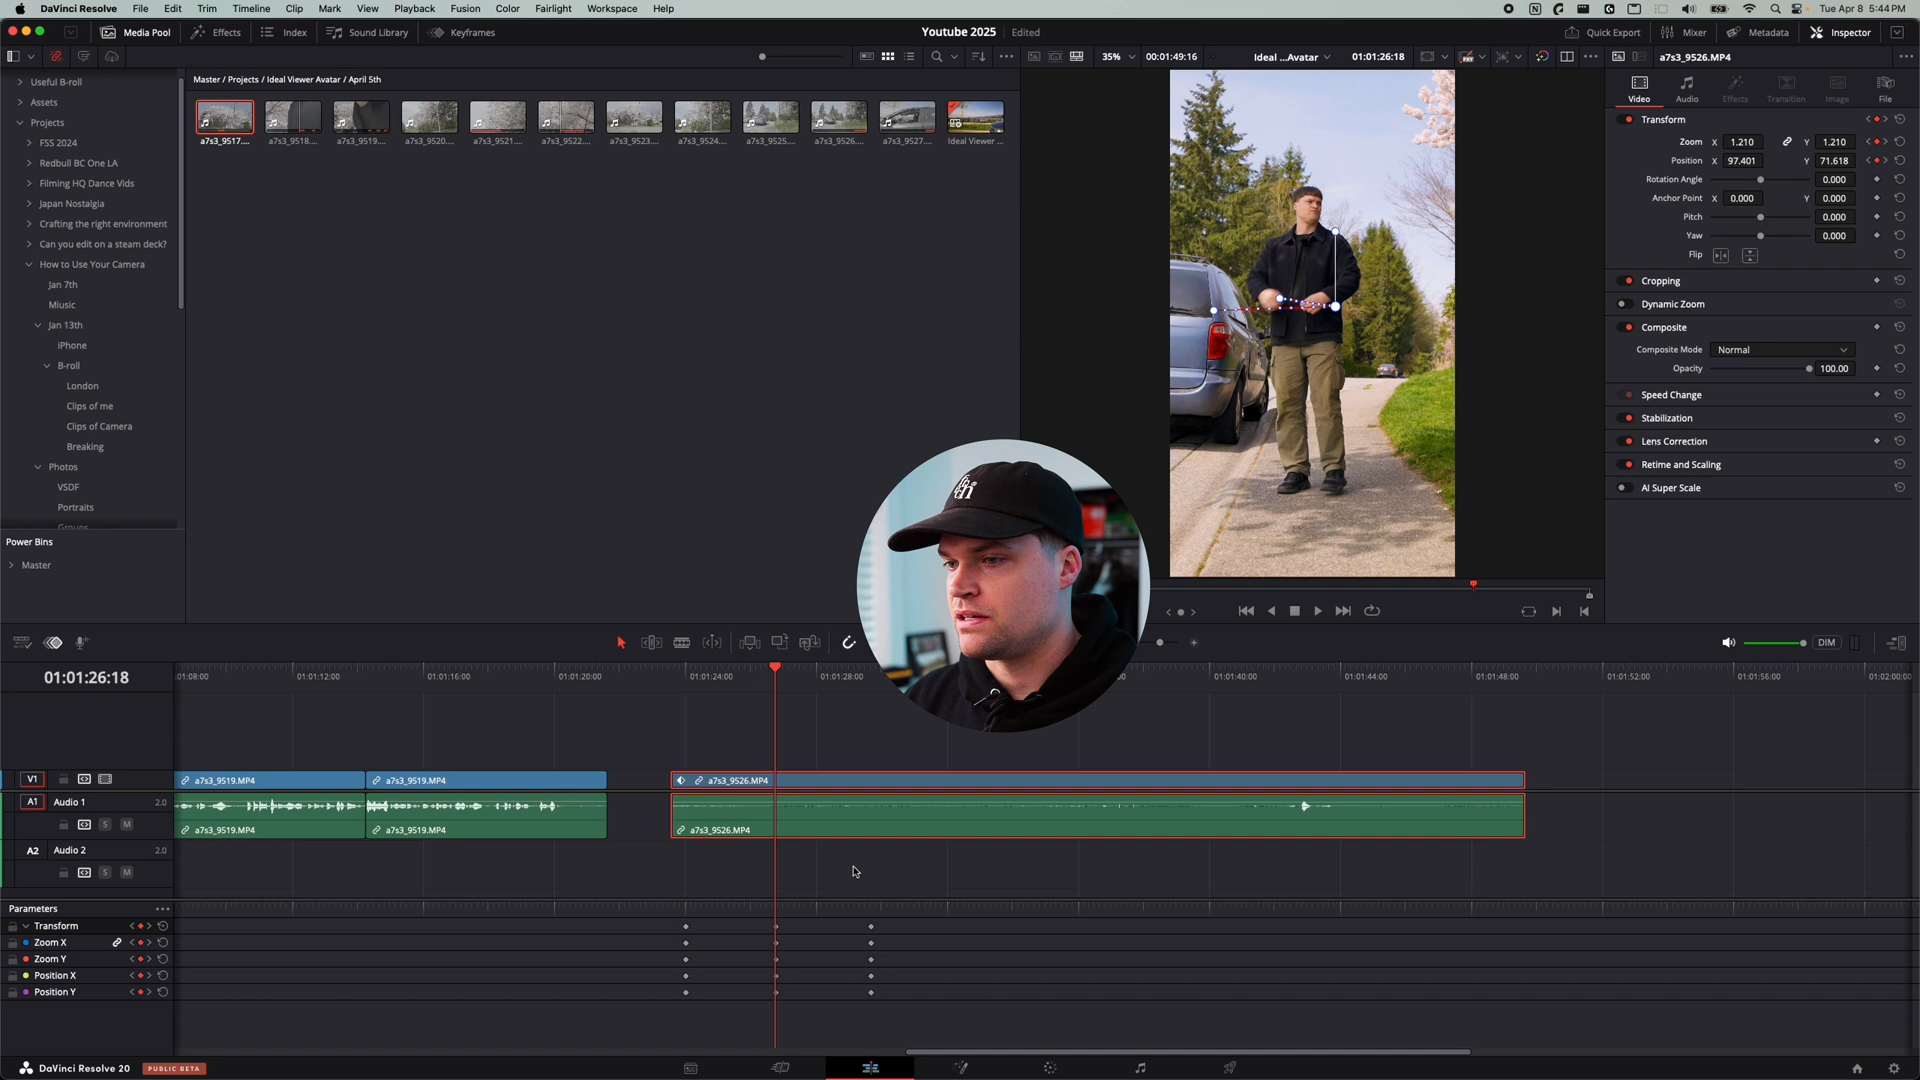 DaVinci Resolve File Edit Trim Timeline Clip Mark View Playback Fusion Color Fairlight Workspace Help Tue Apr 8 5:44 PM
Media Pool Effects Index Sound Library Keyframes Youtube 2025 Edited Quick Export Mixer Metadata Inspector
35% 00:01:49:16 Ideal ...Avatar 01:01:26:18 a7s3_9526.MP4
Master / Projects / Ideal Viewer Avatar / April 5th
Useful B-roll
Assets
Projects
FSS 2024
Redbull BC One LA
Filming HQ Dance Vids
Japan Nostalgia
Crafting the right environment
Can you edit on a steam deck?
How to Use Your Camera
Jan 7th
Miusic
Jan 13th
iPhone
B-roll
London
Clips of me
Clips of Camera
Breaking
Photos
VSDF
Portraits
Groups
Power Bins
Master
a7s3_9517.... a7s3_9518.... a7s3_9519.... a7s3_9520.... a7s3_9521.... a7s3_9522.... a7s3_9523.... a7s3_9524.... a7s3_9525.... a7s3_9526.... a7s3_9527.... Ideal Viewer ...
Video Audio Effects Transition Image File
Transform
Zoom X 1.210 Y 1.210
Position X 97.401 Y 71.618
Rotation Angle 0.000
Anchor Point X 0.000 Y 0.000
Pitch 0.000
Yaw 0.000
Flip
Cropping
Dynamic Zoom
Composite
Composite Mode Normal
Opacity 100.00
Speed Change
Stabilization
Lens Correction
Retime and Scaling
AI Super Scale
DIM
01:01:26:18
:01:08:00 01:01:12:00 01:01:16:00 01:01:20:00 01:01:24:00 01:01:28:00 01:01:40:00 01:01:44:00 01:01:48:00 01:01:52:00 01:01:56:00 01:02:00:00
V1 a7s3_9519.MP4 a7s3_9519.MP4 a7s3_9526.MP4
A1 Audio 1 2.0
S M a7s3_9519.MP4 a7s3_9519.MP4 a7s3_9526.MP4
A2 Audio 2 2.0
S M
Parameters
Transform
Zoom X
Zoom Y
Position X
Position Y
DaVinci Resolve 20 PUBLIC BETA